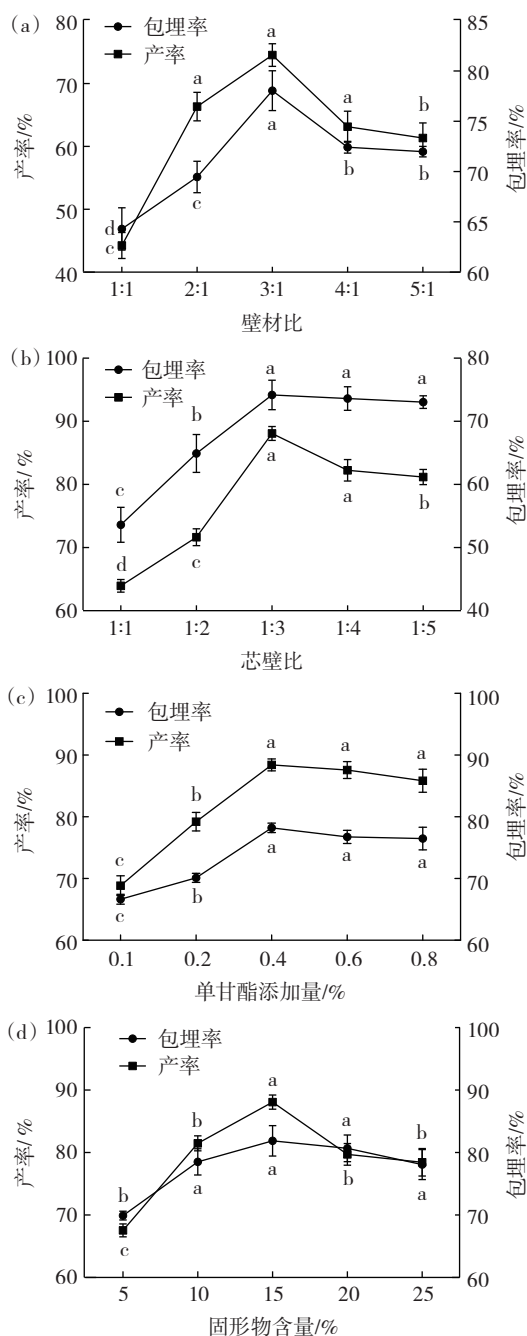 (a)
包埋率
产率
产率/%
包埋率/%
80
70
60
50
40
85
80
75
70
65
60
d
c
a
c
a
a
a
b
b
b
1∶1 2∶1 3∶1 4∶1 5∶1
壁材比
(b)
包埋率
产率
产率/%
包埋率/%
100
90
80
70
60
80
70
60
50
40
c
d
b
c
a
a
a
a
a
b
1∶1 1∶2 1∶3 1∶4 1∶5
芯壁比
(c)
包埋率
产率
产率/%
包埋率/%
100
90
80
70
60
100
90
80
70
60
c
c
b
b
a
a
a
a
a
a
0.1 0.2 0.4 0.6 0.8
单甘酯添加量/%
(d)
包埋率
产率
产率/%
包埋率/%
100
90
80
70
60
100
90
80
70
60
b
c
b
a
a
a
a
b
b
a
5 10 15 20 25
固形物含量/%